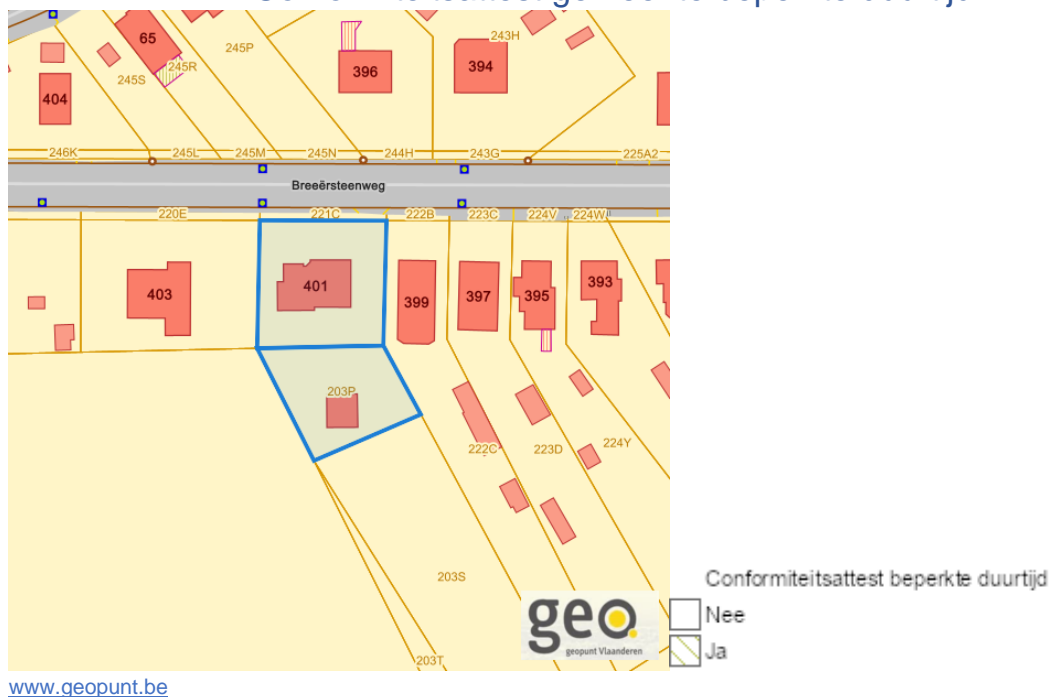 65
245P
243H
245R
245S
396
394
404
246K
245L
245M
245N
244H
243G
225A2
Breeërsteenweg
220E
221C
222B
223C
224V
224W
403
401
399
397
395
393
203P
222C
223D
224Y
203S
203T
geo
geopunt Vlaanderen
Conformiteitsattest beperkte duurtijd
Nee
Ja
www.geopunt.be